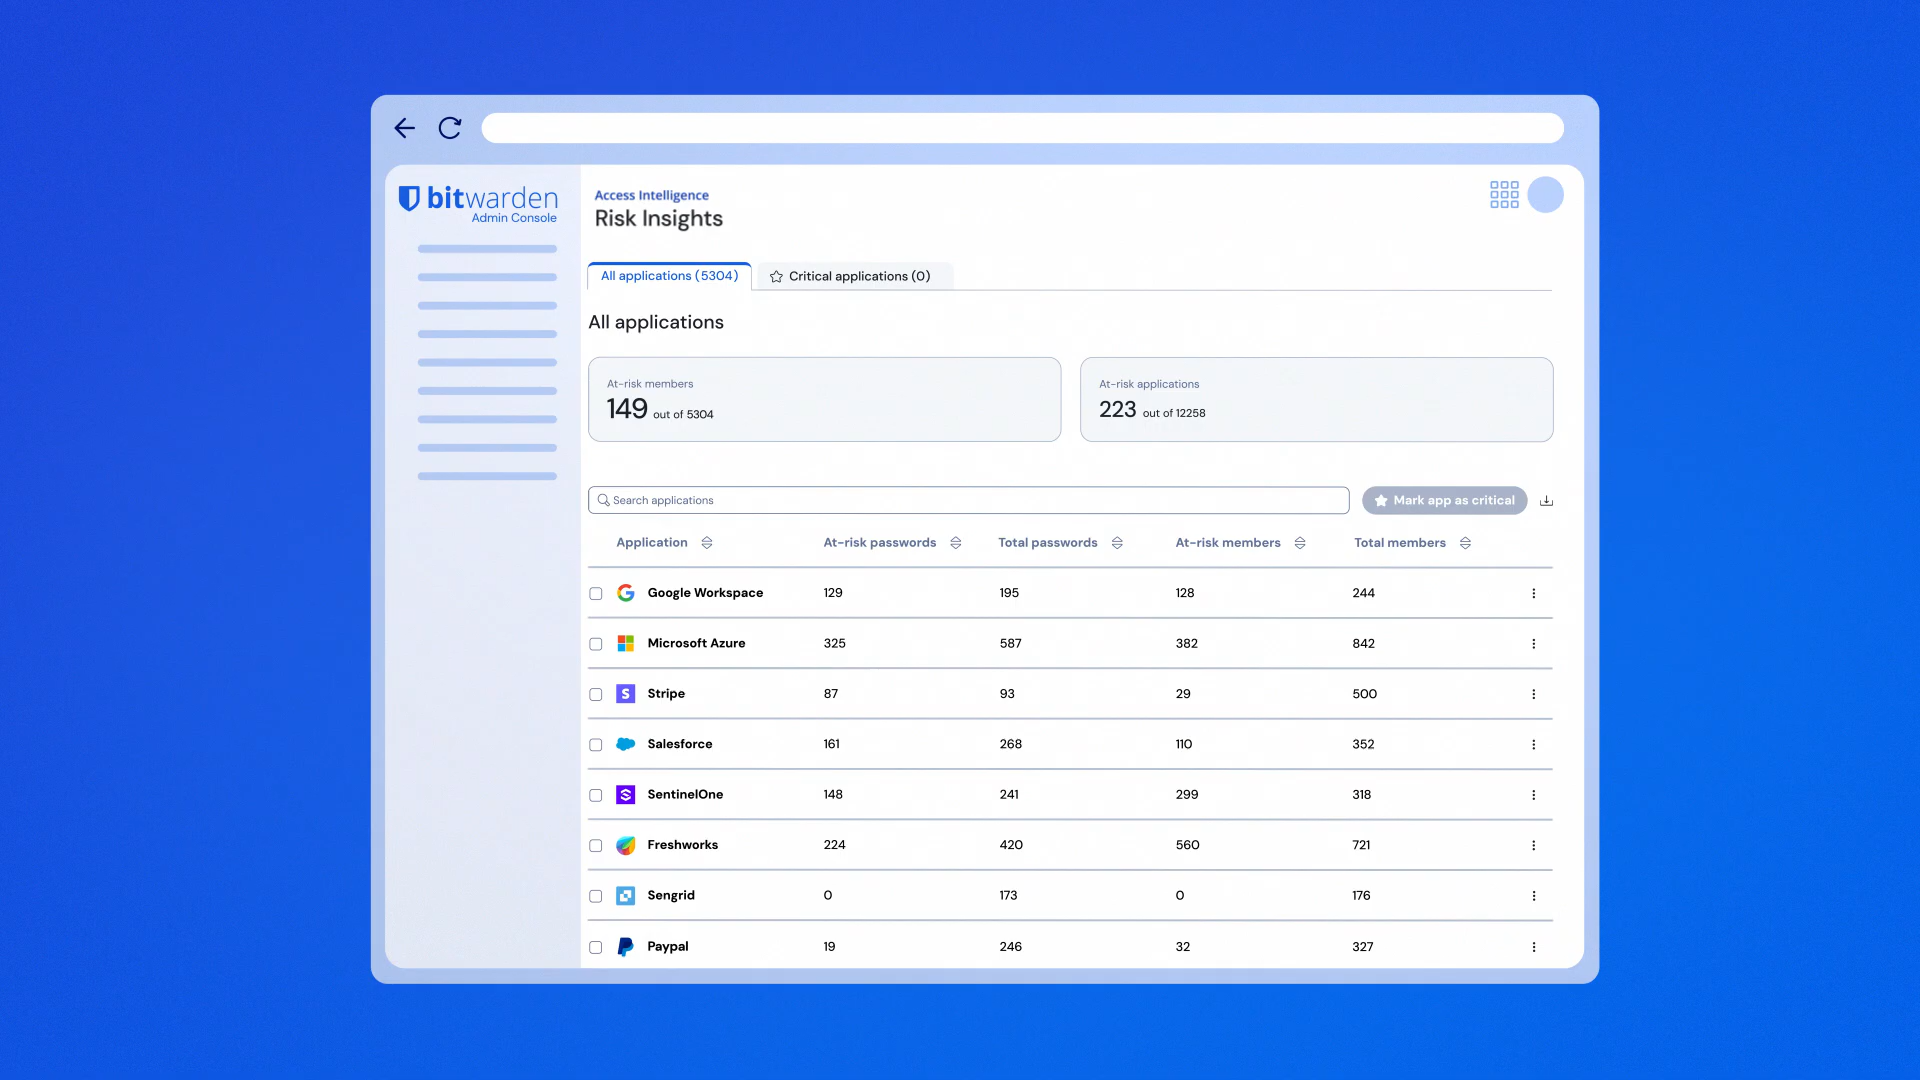 bitwarden
Admin Console
Access Intelligence
Risk Insights
All applications (5304)
Critical applications (0)
All applications
At-risk members
149 out of 5304
At-risk applications
223 out of 12258
Search applications
Mark app as critical
Application At-risk passwords Total passwords At-risk members Total members
Google Workspace 129 195 128 244
Microsoft Azure 325 587 382 842
S Stripe 87 93 29 500
Salesforce 161 268 110 352
SentinelOne 148 241 299 318
Freshworks 224 420 560 721
Sengrid 0 173 0 176
Paypal 19 246 32 327